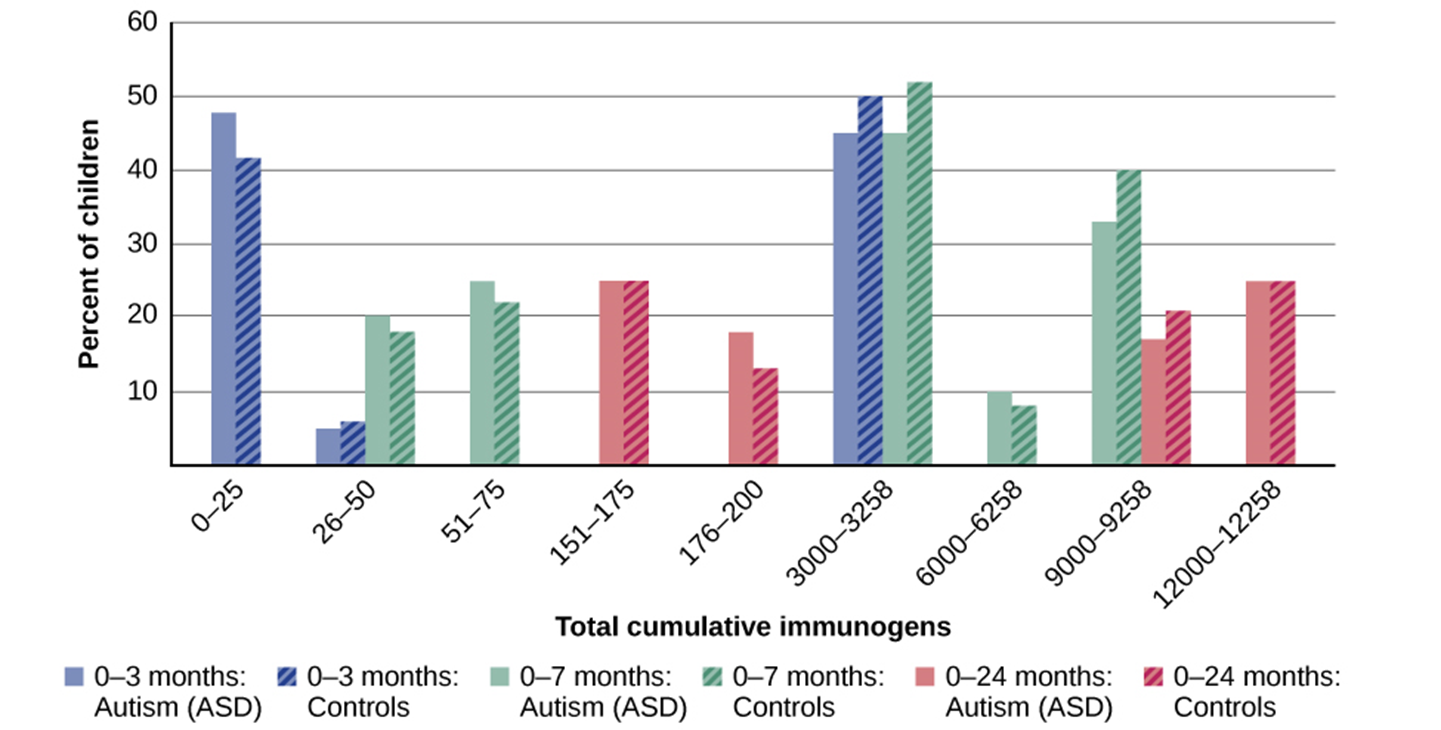 60
50
40
30
20
10
Percent of children
0–25
26–50
51–75
151–175
176–200
3000–3258
6000–6258
9000–9258
12000–12258
Total cumulative immunogens
0–3 months:
Autism (ASD)
0–3 months:
Controls
0–7 months:
Autism (ASD)
0–7 months:
Controls
0–24 months:
Autism (ASD)
0–24 months:
Controls